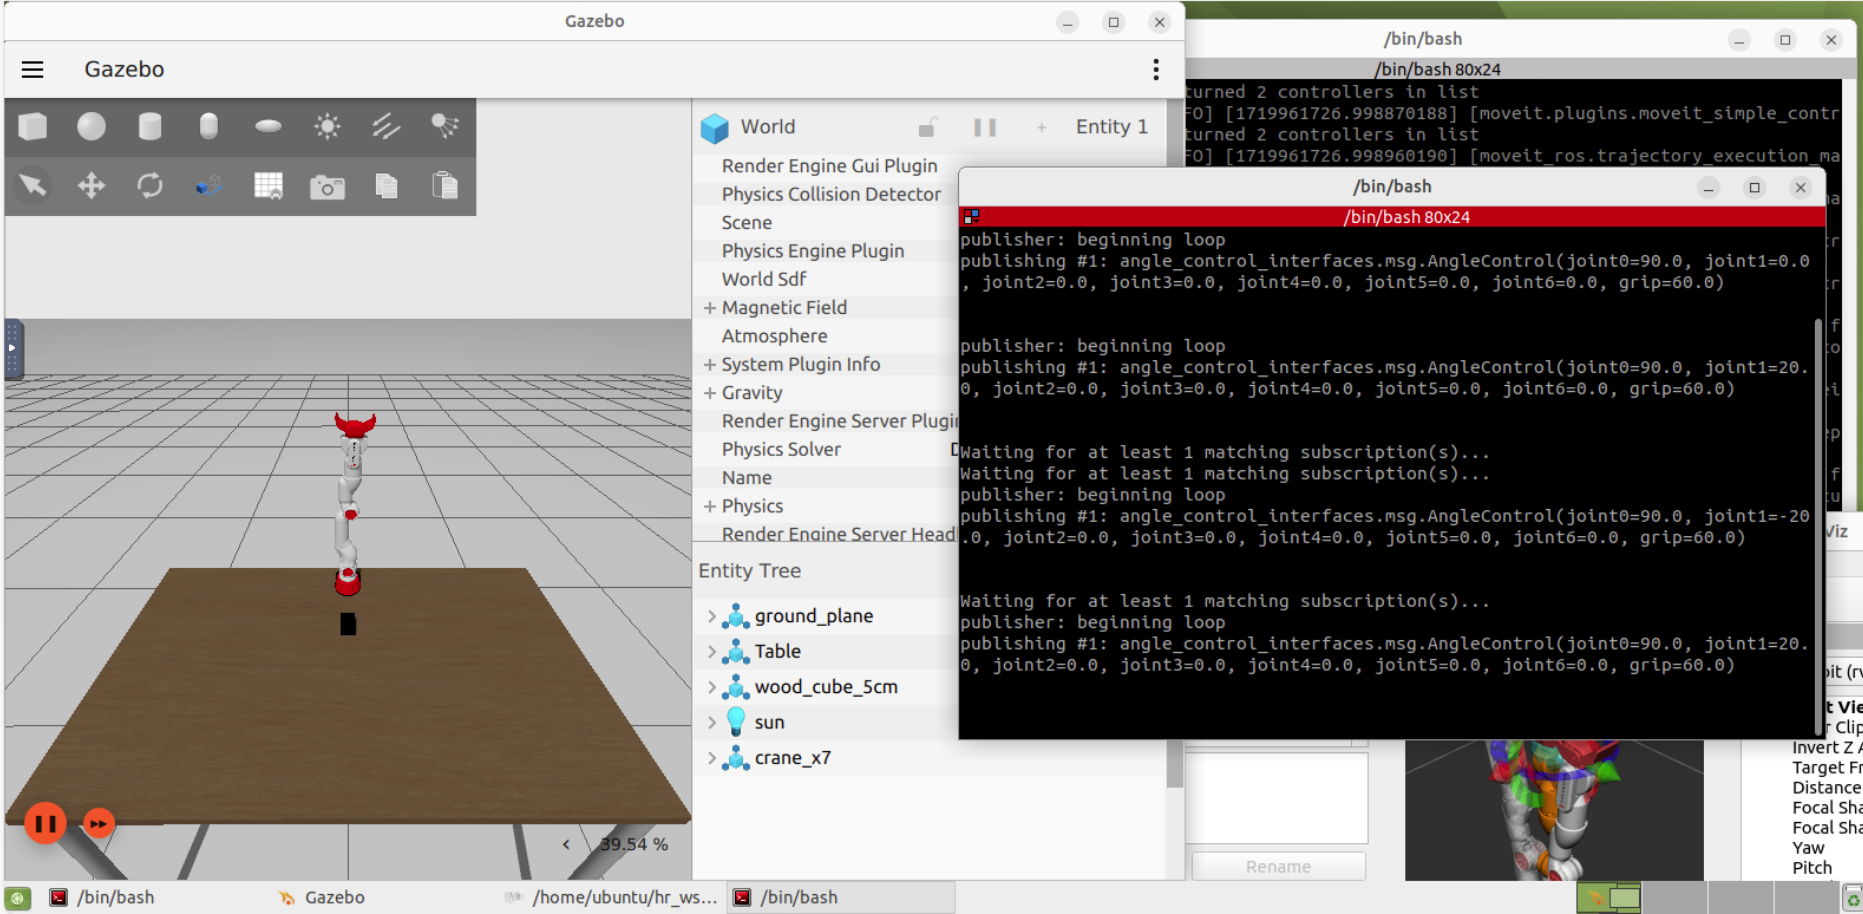 Gazebo
Gazebo
World
Entity 1
Render Engine Gui Plugin
Physics Collision Detector
Scene
Physics Engine Plugin
World Sdf
+ Magnetic Field
Atmosphere
+ System Plugin Info
+ Gravity
Render Engine Server Plugin
Physics Solver
Name
+ Physics
Render Engine Server Head
Entity Tree
ground_plane
Table
wood_cube_5cm
sun
crane_x7
39.54 %
/bin/bash
/bin/bash 80x24
turned 2 controllers in list
FO] [1719961726.998870188] [moveit.plugins.moveit_simple_contr
turned 2 controllers in list
FO] [1719961726.998960190] [moveit_ros.trajectory_execution_ma
/bin/bash
/bin/bash 80x24
publisher: beginning loop
publishing #1: angle_control_interfaces.msg.AngleControl(joint0=90.0, joint1=0.0
, joint2=0.0, joint3=0.0, joint4=0.0, joint5=0.0, joint6=0.0, grip=60.0)
publisher: beginning loop
publishing #1: angle_control_interfaces.msg.AngleControl(joint0=90.0, joint1=20.
0, joint2=0.0, joint3=0.0, joint4=0.0, joint5=0.0, joint6=0.0, grip=60.0)
Waiting for at least 1 matching subscription(s)...
Waiting for at least 1 matching subscription(s)...
publisher: beginning loop
publishing #1: angle_control_interfaces.msg.AngleControl(joint0=90.0, joint1=-20
.0, joint2=0.0, joint3=0.0, joint4=0.0, joint5=0.0, joint6=0.0, grip=60.0)
Waiting for at least 1 matching subscription(s)...
publisher: beginning loop
publishing #1: angle_control_interfaces.msg.AngleControl(joint0=90.0, joint1=20.
0, joint2=0.0, joint3=0.0, joint4=0.0, joint5=0.0, joint6=0.0, grip=60.0)
Viz
bit (rv
t Vie
r Clip
Invert Z A
Target Fr
Distance
Focal Sha
Focal Sha
Yaw
Pitch
Rename
/bin/bash
Gazebo
/home/ubuntu/hr_ws...
/bin/bash